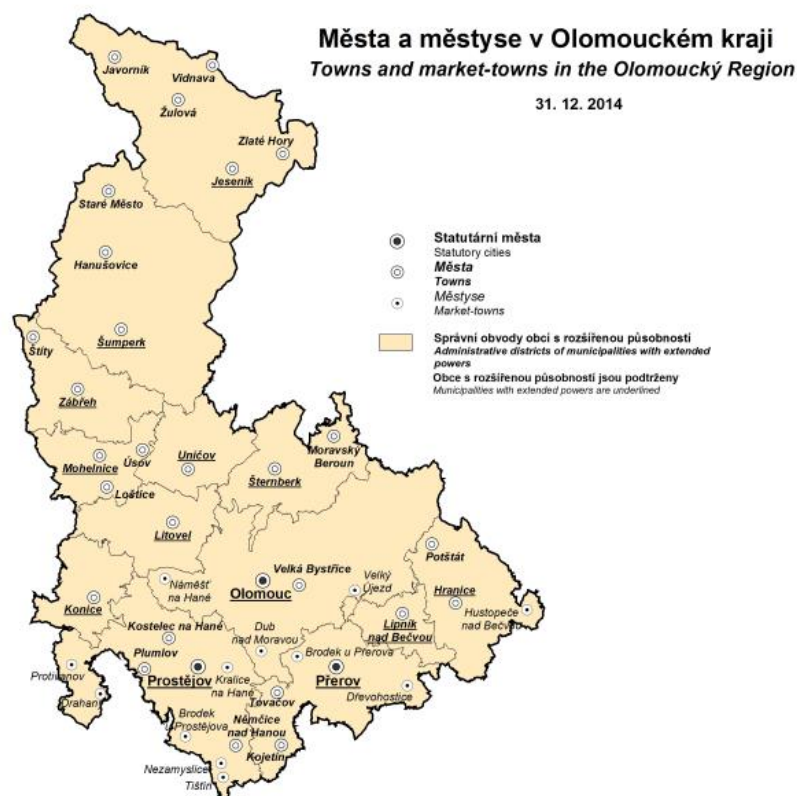 Města a městyse v Olomouckém kraji
Towns and market-towns in the Olomoucký Region
31. 12. 2014
Javorník
Vidnava
Žulová
Zlaté Hory
Jeseník
Staré Město
Hanušovice
Šumperk
Štíty
Zábřeh
Statutární města
Statutory cities
Města
Towns
Městyse
Market-towns
Správní obvody obcí s rozšířenou působností
Administrative districts of municipalities with extended
powers
Obce s rozšířenou působností jsou podtrženy
Municipalities with extended powers are underlined
Mohelnice
Úsov
Uničov
Loštice
Šternberk
Moravský
Beroun
Litovel
Potštát
Velká Bystřice
Olomouc
Náměšť
na Hané
Velký
Újezd
Hranice
Hustopeče
nad Bečvou
Konice
Lipník
nad Bečvou
Kostelec na Hané
Dub
nad Moravou
Plumlov
Brodek u Přerova
Protivanov
Prostějov
Kralice
na Hané
Přerov
Drahany
Tovačov
Dřevohostice
Brodek
u Prostějova
Němčice
nad Hanou
Kojetín
Nezamyslice
Tištín